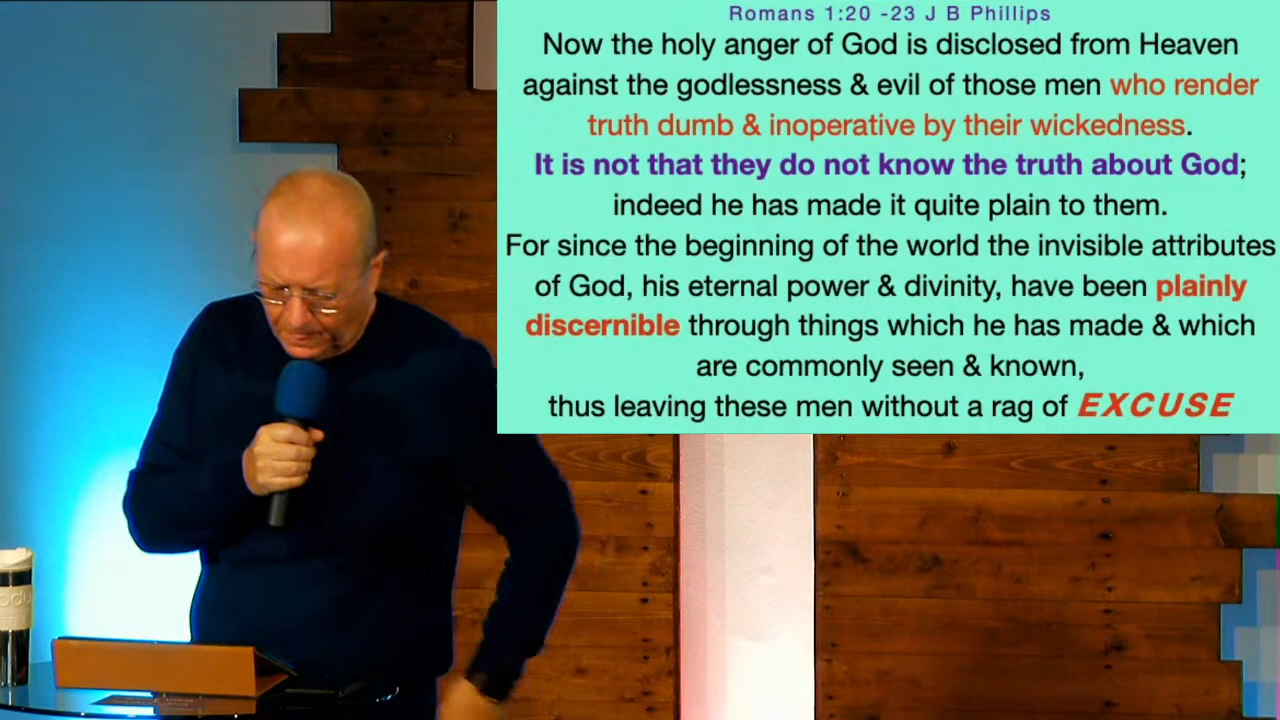 Romans 1:20 -23 J B Phillips
Now the holy anger of God is disclosed from Heaven
against the godlessness & evil of those men who render
truth dumb & inoperative by their wickedness.
It is not that they do not know the truth about God;
indeed he has made it quite plain to them.
For since the beginning of the world the invisible attributes
of God, his eternal power & divinity, have been plainly
discernible through things which he has made & which
are commonly seen & known,
thus leaving these men without a rag of EXCUSE